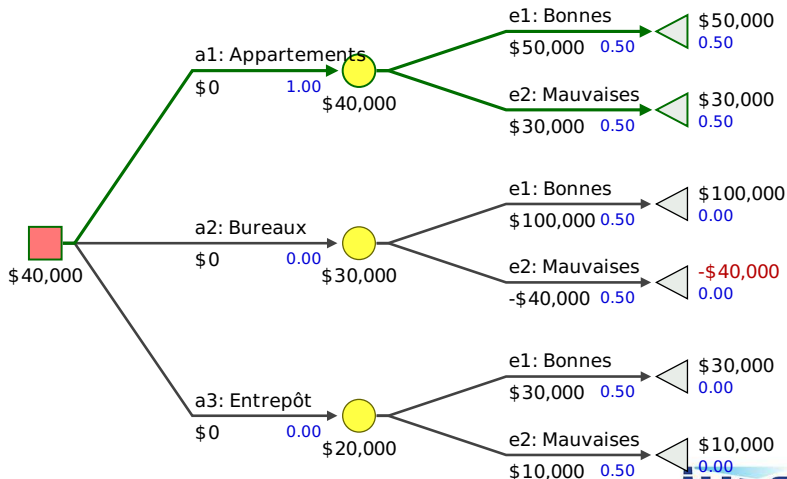 e1: Bonnes
$50,000 0.50
$50,000
0.50
a1: Appartements
$0 1.00
$40,000
e2: Mauvaises
$30,000 0.50
$30,000
0.50
e1: Bonnes
$100,000 0.50
$100,000
0.00
a2: Bureaux
$0 0.00
$30,000
$40,000
e2: Mauvaises
-$40,000 0.50
-$40,000
0.00
e1: Bonnes
$30,000 0.50
$30,000
0.00
a3: Entrepôt
$0 0.00
$20,000
e2: Mauvaises
$10,000 0.50
$10,000
0.00